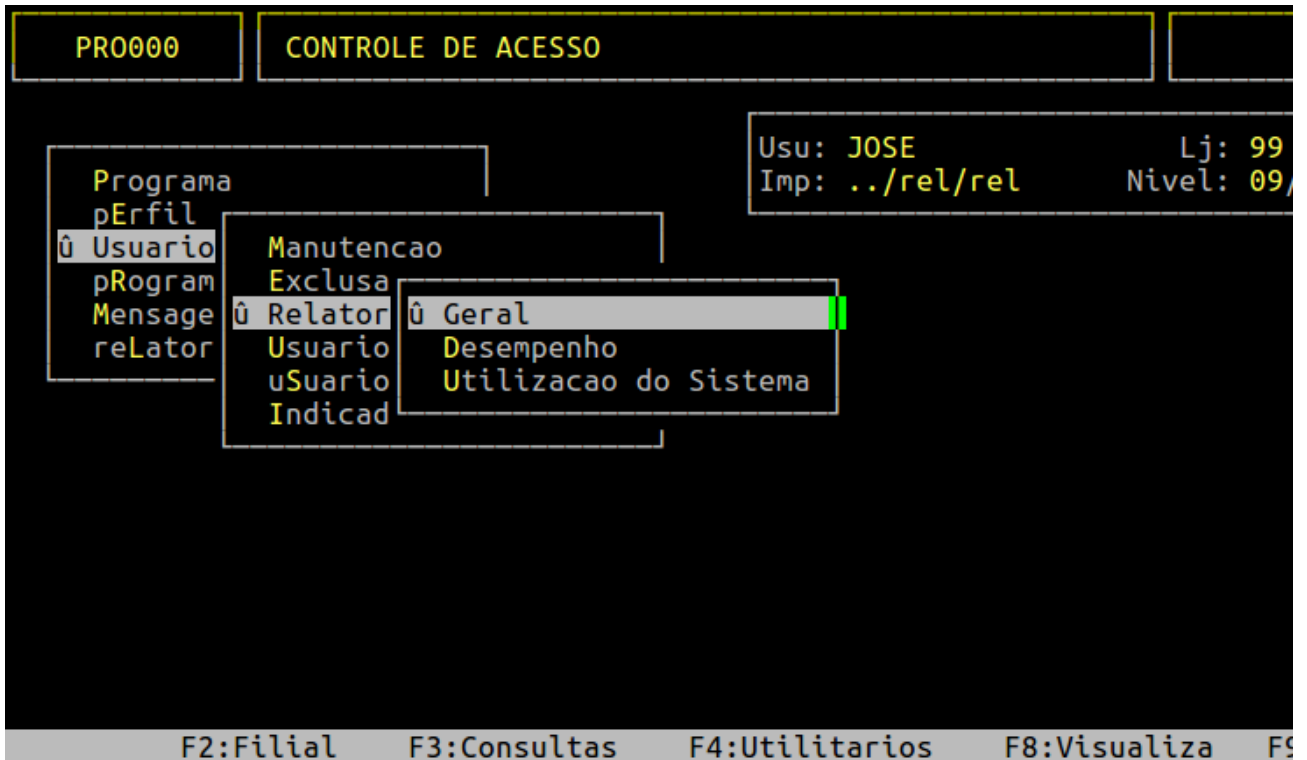 PRO000 CONTROLE DE ACESSO
Usu: JOSE Lj: 99
Imp: ../rel/rel Nivel: 09/
Programa
pErfil
û Usuario
pRogram
Mensage
reLator
Manutencao
Exclusa
û Relator
Usuario
uSuario
Indicad
û Geral
Desempenho
Utilizacao do Sistema
F2:Filial F3:Consultas F4:Utilitarios F8:Visualiza F9